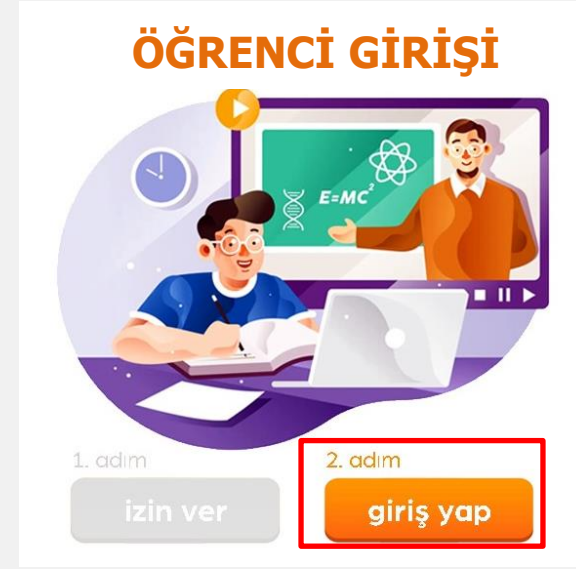 ÖĞRENCİ GİRİŞİ
E=MC²
1. adım
izin ver
2. adım
giriş yap